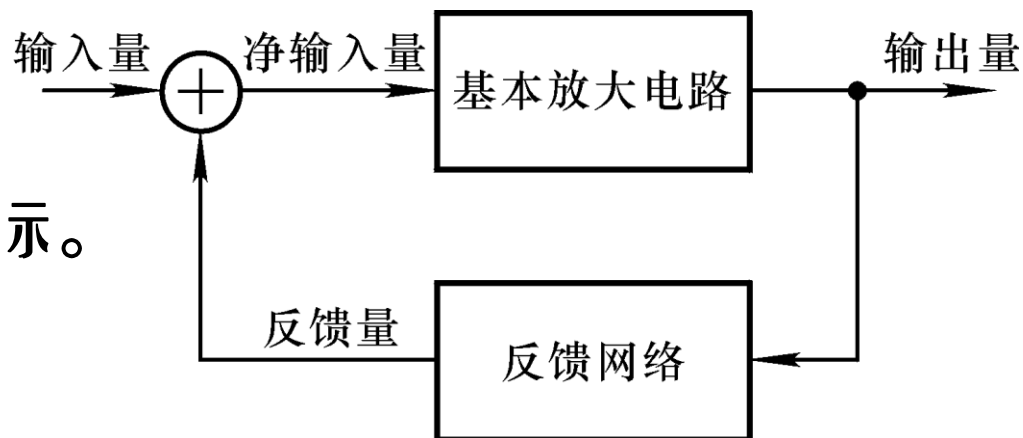 输入量
净输入量
基本放大电路
输出量
示。
反馈量
反馈网络